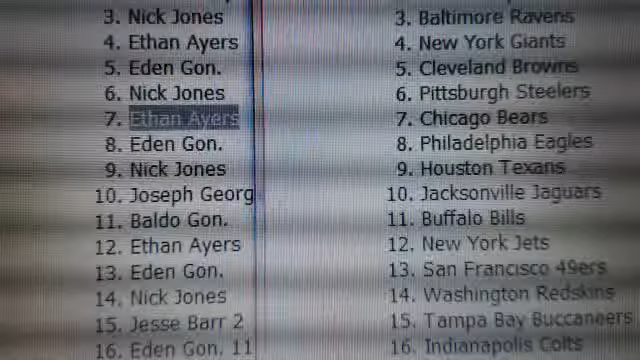 3. Nick Jones 3. Baltimore Ravens
4. Ethan Ayers 4. New York Giants
5. Eden Gon. 5. Cleveland Browns
6. Nick Jones 6. Pittsburgh Steelers
7. Ethan Ayers 7. Chicago Bears
8. Eden Gon. 8. Philadelphia Eagles
9. Nick Jones 9. Houston Texans
10. Joseph Georg 10. Jacksonville Jaguars
11. Baldo Gon. 11. Buffalo Bills
12. Ethan Ayers 12. New York Jets
13. Eden Gon. 13. San Francisco 49ers
14. Nick Jones 14. Washington Redskins
15. Jesse Barr 2 15. Tampa Bay Buccaneers
16. Eden Gon. 11 16. Indianapolis Colts